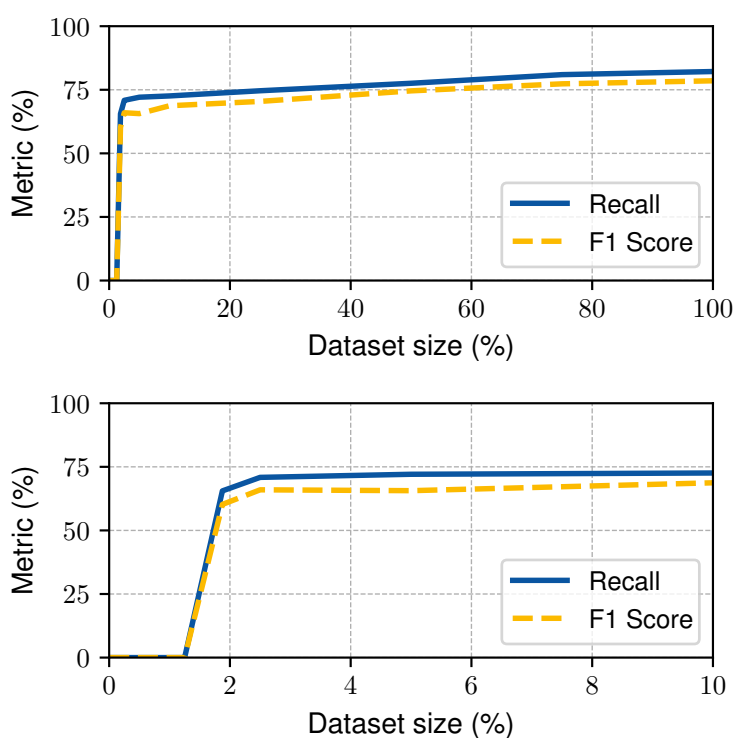 100
75
50
25
0
Metric (%)
Recall
F1 Score
0 20 40 60 80 100
Dataset size (%)
100
75
50
25
0
Metric (%)
Recall
F1 Score
0 2 4 6 8 10
Dataset size (%)